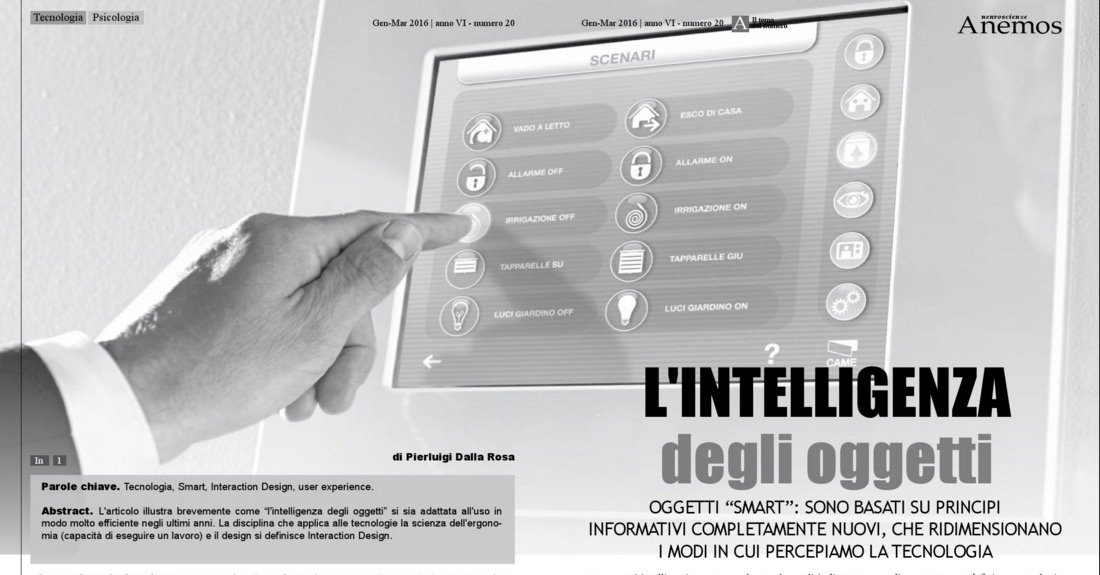 Tecnologia Psicologia
Gen-Mar 2016 | anno VI - numero 20
Gen-Mar 2016 | anno VI - numero 20
A Il tema del numero
neuroscienze
Anemos
SCENARI
VADO A LETTO
ESCO DI CASA
ALLARME OFF
ALLARME ON
IRRIGAZIONE OFF
IRRIGAZIONE ON
TAPPARELLE SU
TAPPARELLE GIU
LUCI GIARDINO OFF
LUCI GIARDINO ON
?
CAME
L'INTELLIGENZA
degli oggetti
OGGETTI “SMART”: SONO BASATI SU PRINCIPI
INFORMATIVI COMPLETAMENTE NUOVI, CHE RIDIMENSIONANO
I MODI IN CUI PERCEPIAMO LA TECNOLOGIA
In 1
di Pierluigi Dalla Rosa
Parole chiave. Tecnologia, Smart, Interaction Design, user experience.
Abstract. L'articolo illustra brevemente come “l'intelligenza degli oggetti” si sia adattata all'uso in
modo molto efficiente negli ultimi anni. La disciplina che applica alle tecnologie la scienza dell'ergono-
mia (capacità di eseguire un lavoro) e il design si definisce Interaction Design.